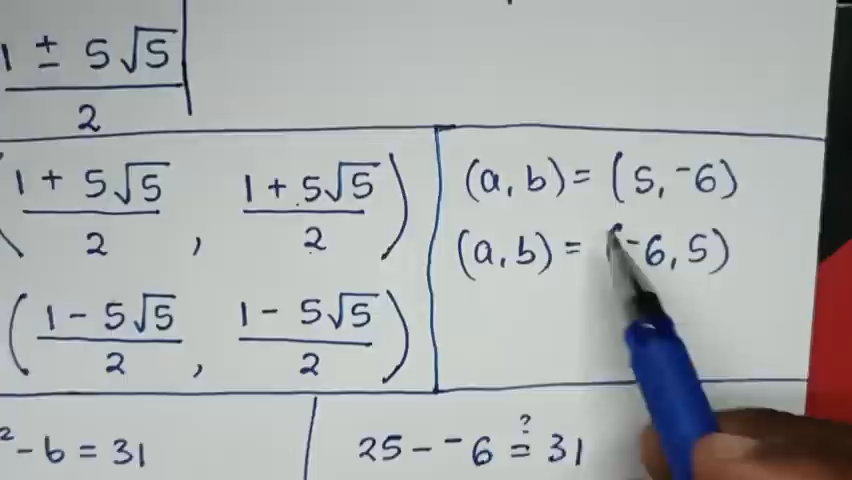 1 ± 5√5
2
(1 + 5√5 / 2 , 1 + 5√5 / 2)
(1 - 5√5 / 2 , 1 - 5√5 / 2)
(a, b) = (5, ⁻6)
(a, b) = (⁻6, 5)
² - b = 31
25 - ⁻6 ≟ 31